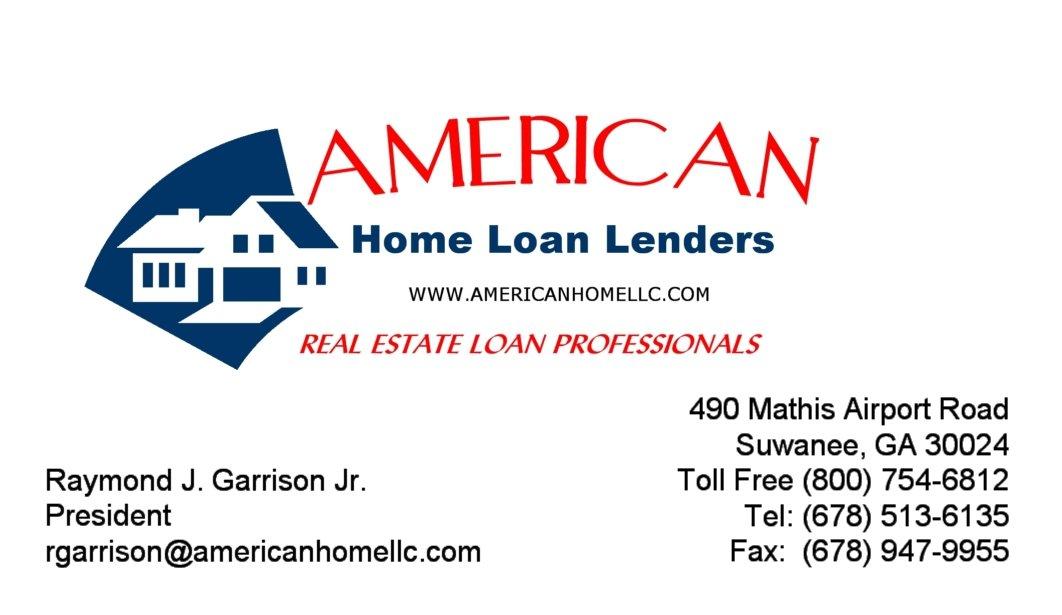 AMERICAN
Home Loan Lenders
WWW.AMERICANHOMELLC.COM
REAL ESTATE LOAN PROFESSIONALS
490 Mathis Airport Road
Suwanee, GA 30024
Toll Free (800) 754-6812
Tel: (678) 513-6135
Fax: (678) 947-9955
Raymond J. Garrison Jr.
President
rgarrison@americanhomellc.com